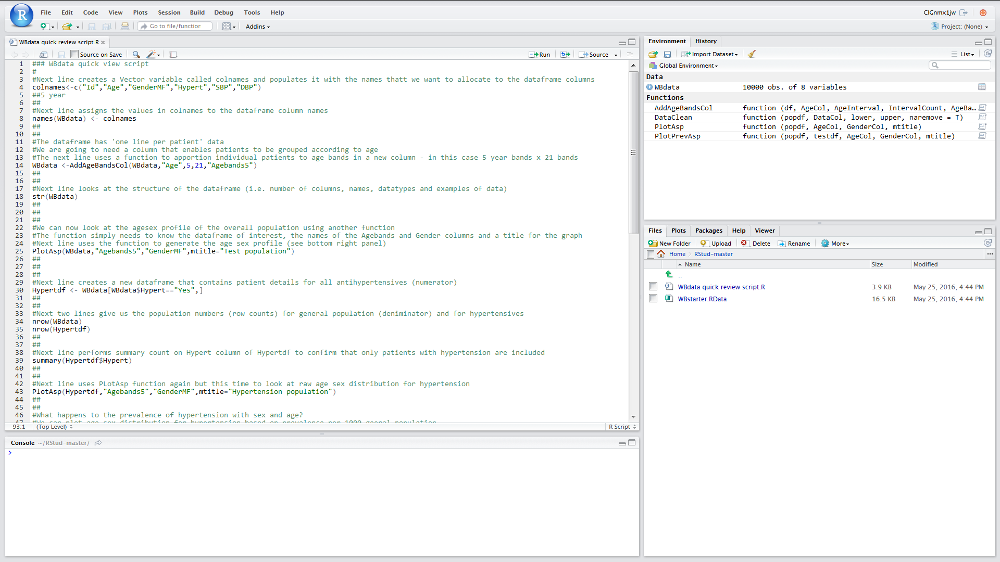 R File Edit Code View Plots Session Build Debug Tools Help ClGnmx1jw
Go to file/functior Addins Project: (None)
WBdata quick review script.R
Source on Save Run Source
1 ### WBdata quick view script
2 #
3 #Next line creates a Vector variable called colnames and populates it with the names thatt we want to allocate to the dataframe columns
4 colnames<-c("Id","Age","GenderMF","Hypert","SBP","DBP")
5 ##5 year
6 ##
7 #Next line assigns the values in colnames to the dataframe column names
8 names(WBdata) <- colnames
9 ##
10 ##
11 #The dataframe has 'one line per patient' data
12 #We are going to need a column that enables patients to be grouped according to age
13 #The next line uses a function to apportion individual patients to age bands in a new column - in this case 5 year bands x 21 bands
14 WBdata <-AddAgeBandsCol(WBdata,"Age",5,21,"Agebands5")
15 ##
16 ##
17 #Next line looks at the structure of the dataframe (i.e. number of columns, names, datatypes and examples of data)
18 str(WBdata)
19 ##
20 ##
21 ##
22 #We can now look at the agesex profile of the overall population using another function
23 #The function simply needs to know the dataframe of interest, the names of the Agebands and Gender columns and a title for the graph
24 #Next line uses the function to generate the age sex profile (see bottom right panel)
25 PlotAsp(WBdata,"Agebands5","GenderMF",mtitle="Test population")
26 ##
27 ##
28 ##
29 #Next line creates a new dataframe that contains patient details for all antihypertensives (numerator)
30 Hypertdf <- WBdata[WBdata$Hypert=="Yes",]
31 ##
32 ##
33 #Next two lines give us the population numbers (row counts) for general population (deniminator) and for hypertensives
34 nrow(WBdata)
35 nrow(Hypertdf)
36 ##
37 ##
38 #Next line performs summary count on Hypert column of Hypertdf to confirm that only patients with hypertension are included
39 summary(Hypertdf$Hypert)
40 ##
41 ##
42 #Next line uses PLotAsp function again but this time to look at raw age sex distribution for hypertension
43 PlotAsp(Hypertdf,"Agebands5","GenderMF",mtitle="Hypertension population")
44 ##
45 ##
46 #What happens to the prevalence of hypertension with sex and age?
47 #We can plot age sex distribution for hypertension based on prevalence per 1000 genral population
93:1 (Top Level) R Script
Console ~/RStud-master/
>
Environment History
Import Dataset List
Global Environment
Data
WBdata 10000 obs. of 8 variables
Functions
AddAgeBandsCol function (df, AgeCol, AgeInterval, IntervalCount, AgeBa…
DataClean function (popdf, DataCol, lower, upper, naremove = T)
PlotAsp function (popdf, AgeCol, GenderCol, mtitle)
PlotPrevAsp function (popdf, testdf, AgeCol, GenderCol, mtitle)
Files Plots Packages Help Viewer
New Folder Upload Delete Rename More
Home RStud-master ...
Name Size Modified
..
WBdata quick review script.R 3.9 KB May 25, 2016, 4:44 PM
WBstarter.RData 16.5 KB May 25, 2016, 4:44 PM